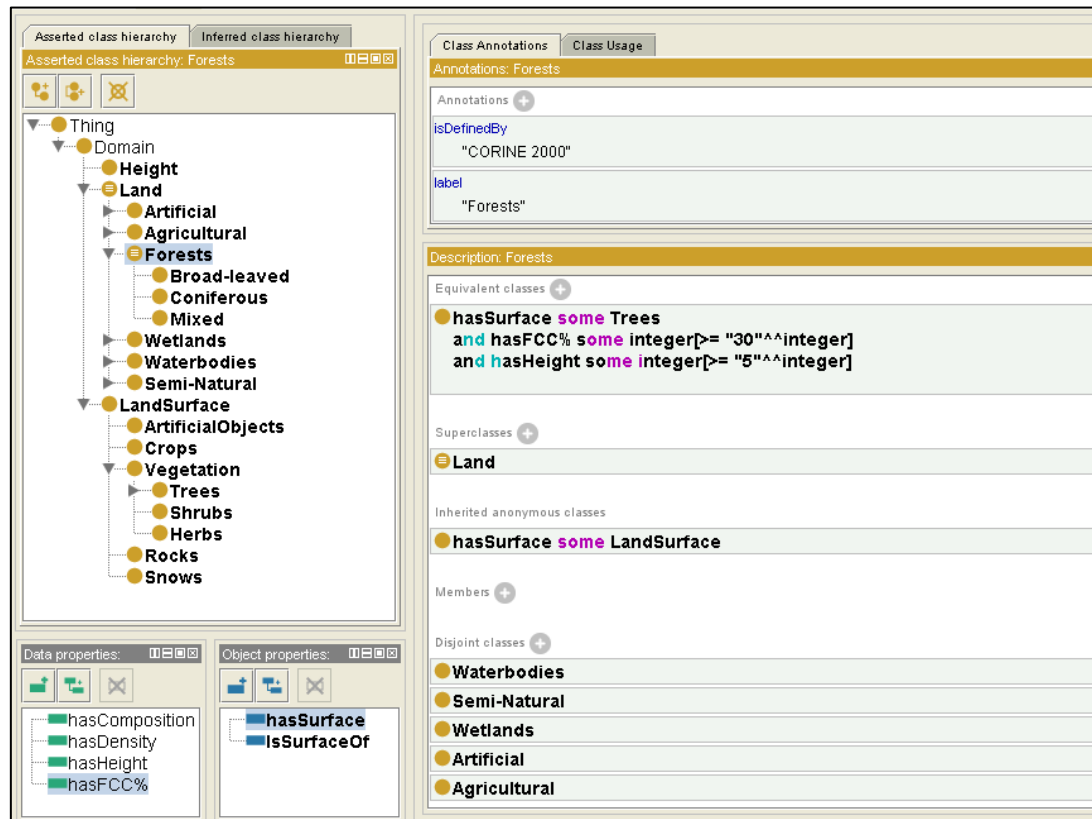 Asserted class hierarchy
Inferred class hierarchy
Asserted class hierarchy: Forests
Thing
Domain
Height
Land
Artificial
Agricultural
Forests
Broad-leaved
Coniferous
Mixed
Wetlands
Waterbodies
Semi-Natural
LandSurface
ArtificialObjects
Crops
Vegetation
Trees
Shrubs
Herbs
Rocks
Snows
Data properties:
hasComposition
hasDensity
hasHeight
hasFCC%
Object properties:
hasSurface
IsSurfaceOf
Class Annotations
Class Usage
Annotations: Forests
Annotations
isDefinedBy
"CORINE 2000"
label
"Forests"
Description: Forests
Equivalent classes
hasSurface some Trees
and hasFCC% some integer[>= "30"^^integer]
and hasHeight some integer[>= "5"^^integer]
Superclasses
Land
Inherited anonymous classes
hasSurface some LandSurface
Members
Disjoint classes
Waterbodies
Semi-Natural
Wetlands
Artificial
Agricultural